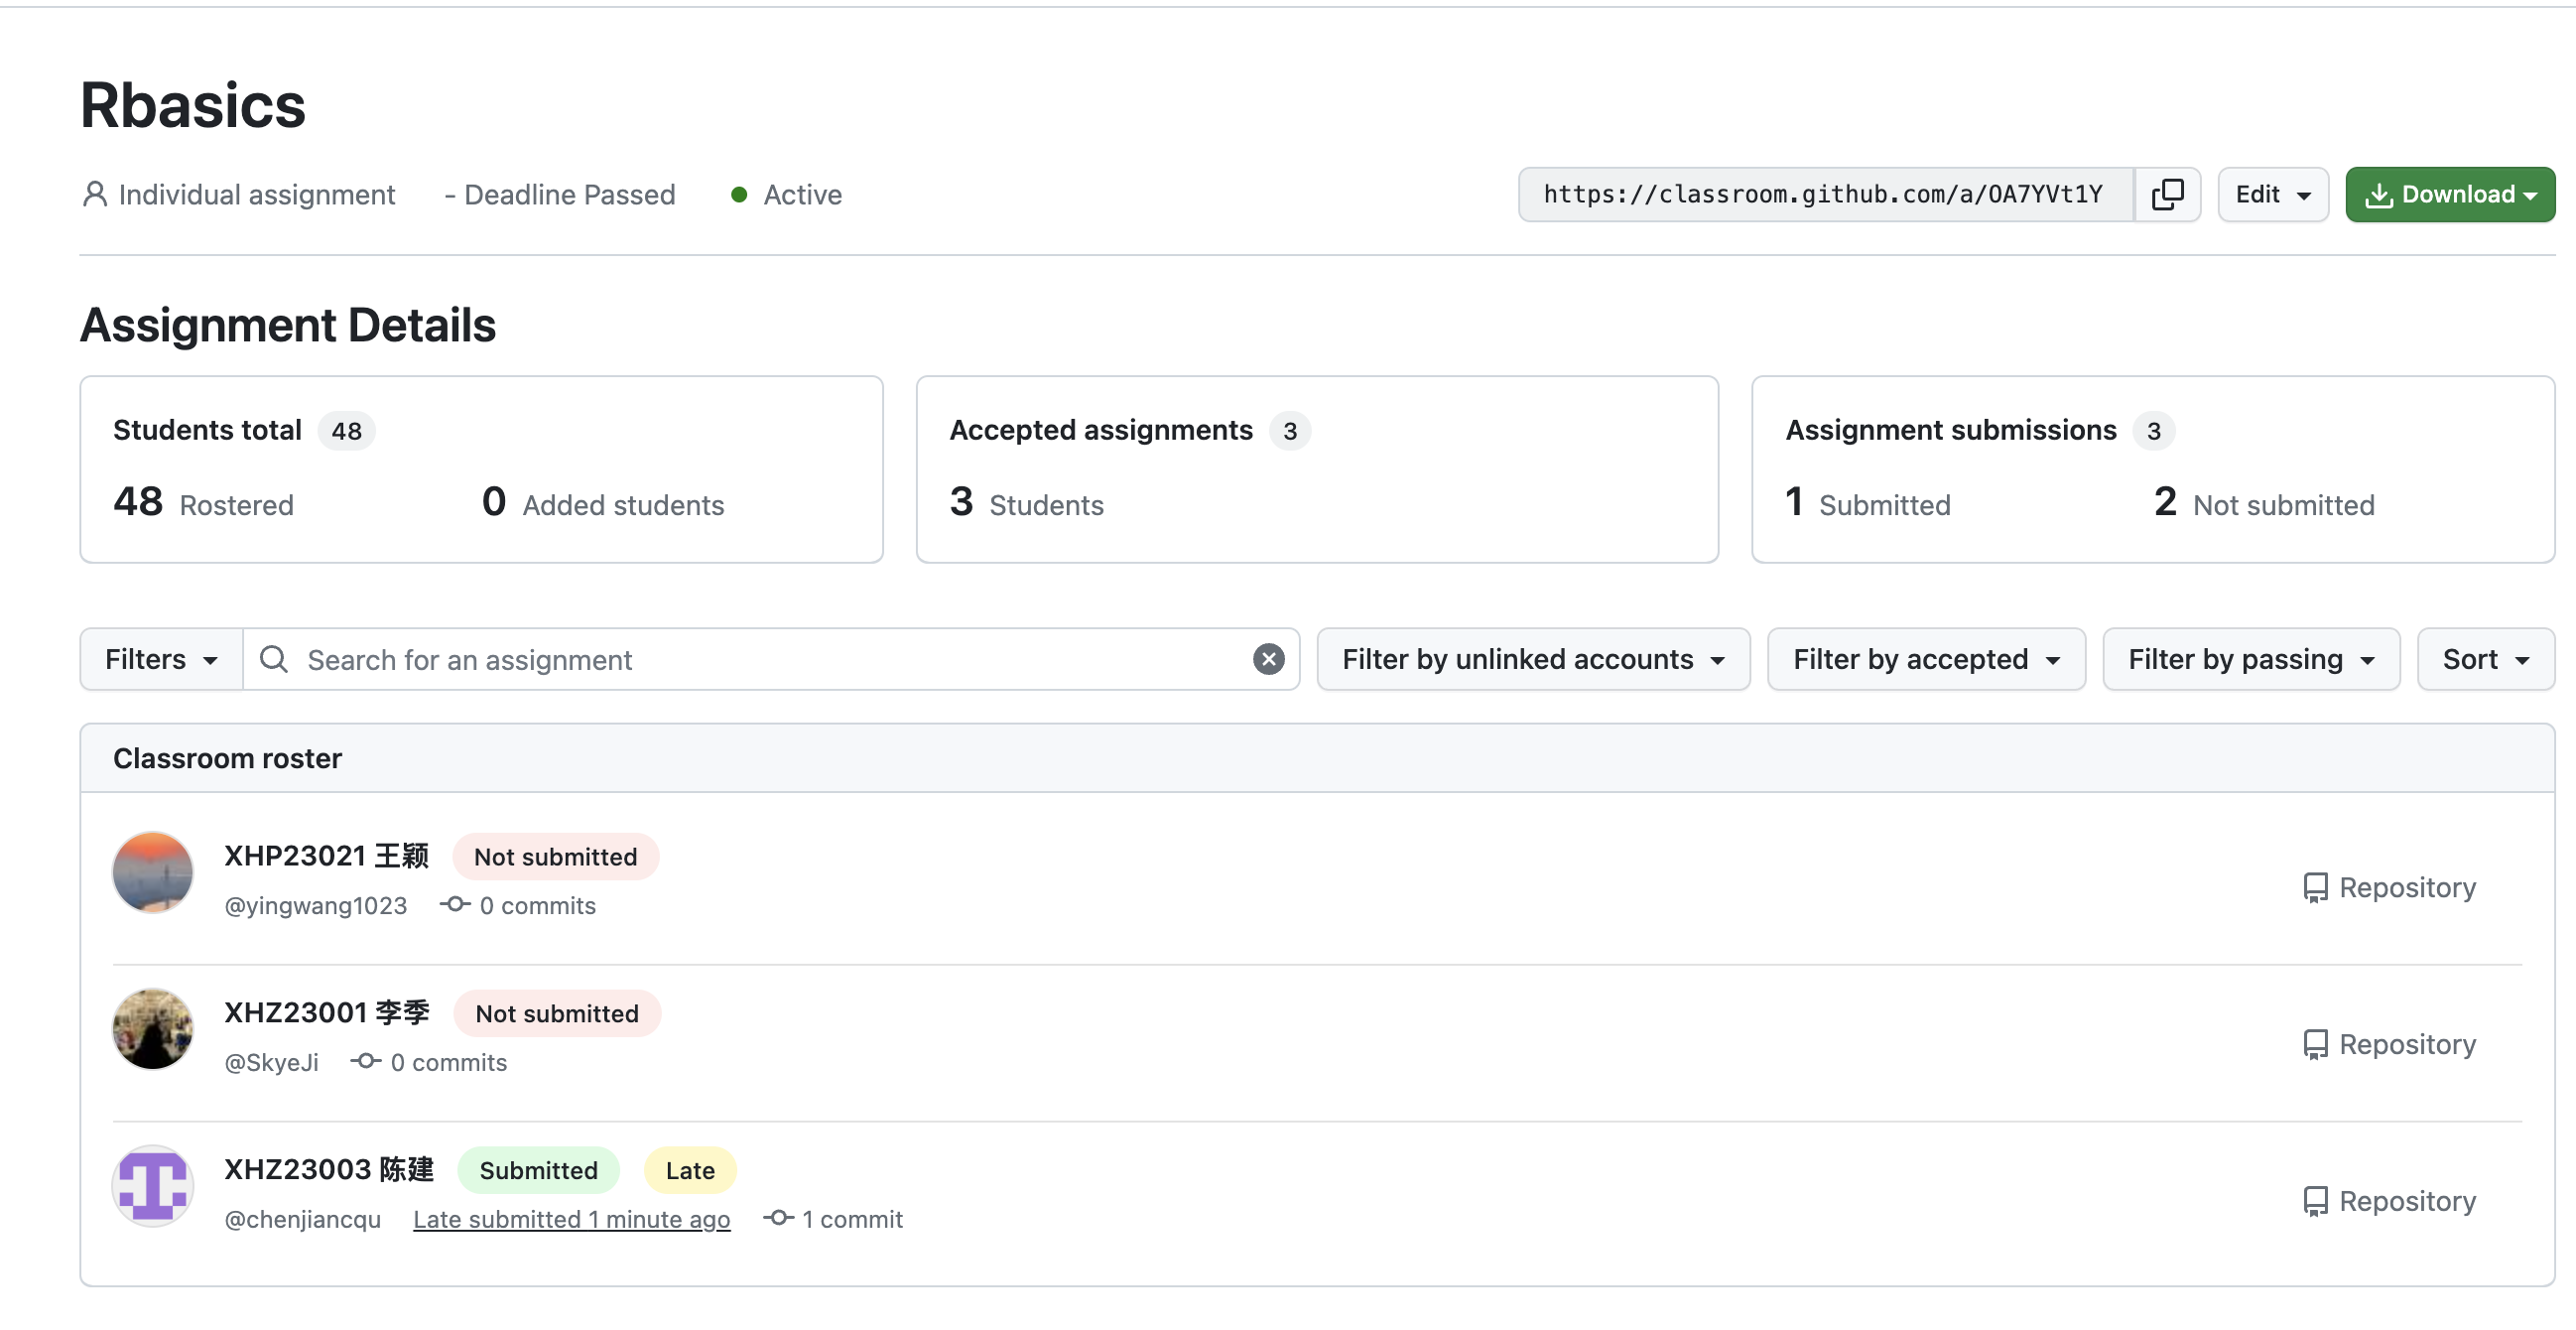 Rbasics
Individual assignment - Deadline Passed Active
https://classroom.github.com/a/OA7YVt1Y Edit Download
Assignment Details
Students total 48
48 Rostered 0 Added students
Accepted assignments 3
3 Students
Assignment submissions 3
1 Submitted 2 Not submitted
Filters Search for an assignment Filter by unlinked accounts Filter by accepted Filter by passing Sort
Classroom roster
XHP23021 王颖 Not submitted
@yingwang1023 0 commits
Repository
XHZ23001 李季 Not submitted
@SkyeJi 0 commits
Repository
XHZ23003 陈建 Submitted Late
@chenjiancqu Late submitted 1 minute ago 1 commit
Repository